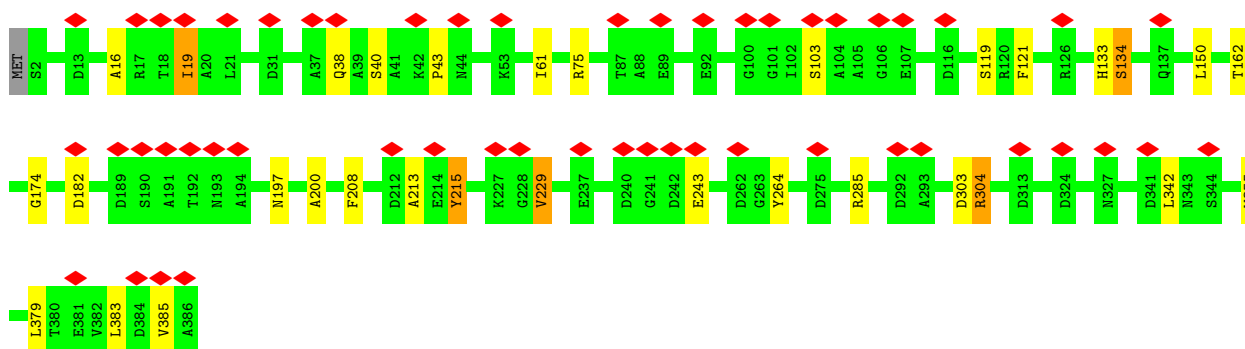 MET S2 D13 A16 R17 T18 I19 A20 L21 D31 A37 Q38 A39 S40 A41 K42 P43 N44 K53 I61 R75 T87 A88 E89 E92 G100 G101 I102 S103 A104 A105 G106 E107 D116 S119 R120 F121 R126 H133 S134 Q137 L150 T162
G174 D182 D189 S190 A191 T192 N193 A194 N197 A200 F208 D212 A213 E214 Y215 K227 G228 V229 E237 D240 G241 D242 E243 D262 G263 Y264 D275 R285 D292 A293 D303 R304 D313 D324 N327 D341 L342 N343 S344
L379 T380 E381 V382 L383 D384 V385 A386